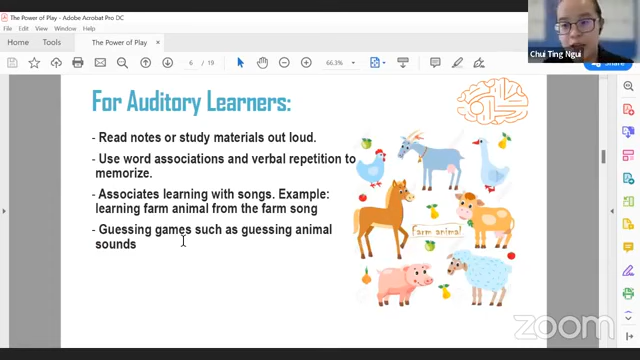 The Power of Play - Adobe Acrobat Pro DC
File Edit View Window Help
Home Tools The Power of Play ×
6 / 19 66.3%
Share
Chui Ting Ngui
For Auditory Learners:
- Read notes or study materials out loud.
- Use word associations and verbal repetition to
memorize.
- Associates learning with songs. Example:
learning farm animal from the farm song
- Guessing games such as guessing animal
sounds
farm animal
zoom